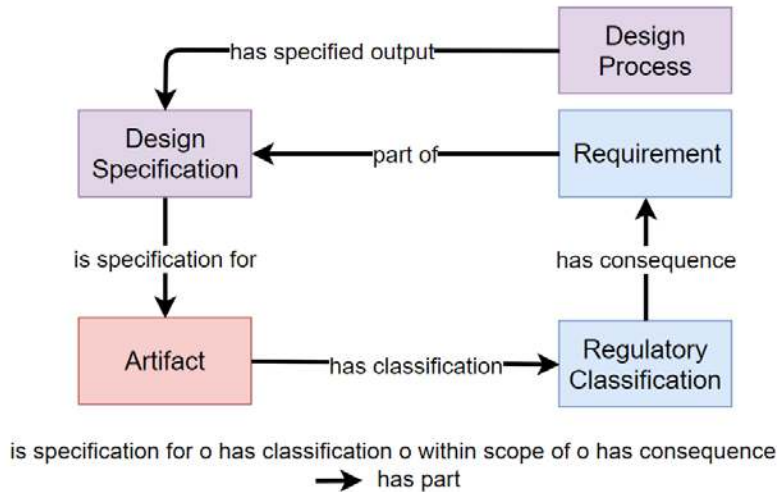 has specified output
Design
Process
Design
Specification
part of
Requirement
is specification for
has consequence
Artifact
has classification
Regulatory
Classification
is specification for o has classification o within scope of o has consequence
has part